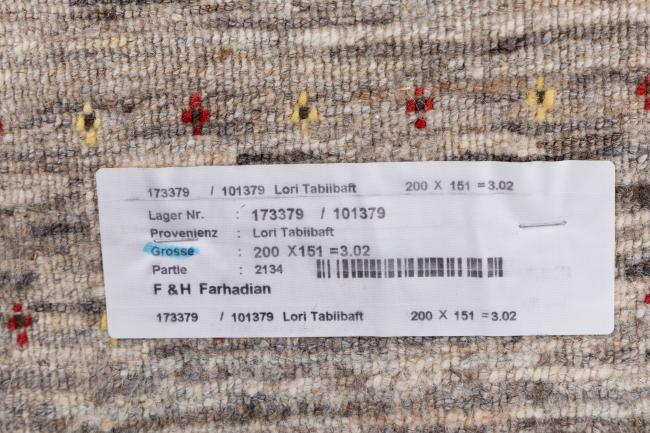 173379 / 101379 Lori Tabiibaft 200 X 151 =3.02
Lager Nr. : 173379 / 101379
Provenienz : Lori Tabiibaft
Grosse : 200 X151 =3.02
Partie : 2134
F &H Farhadian
173379 / 101379 Lori Tabiibaft 200 X 151 =3.02